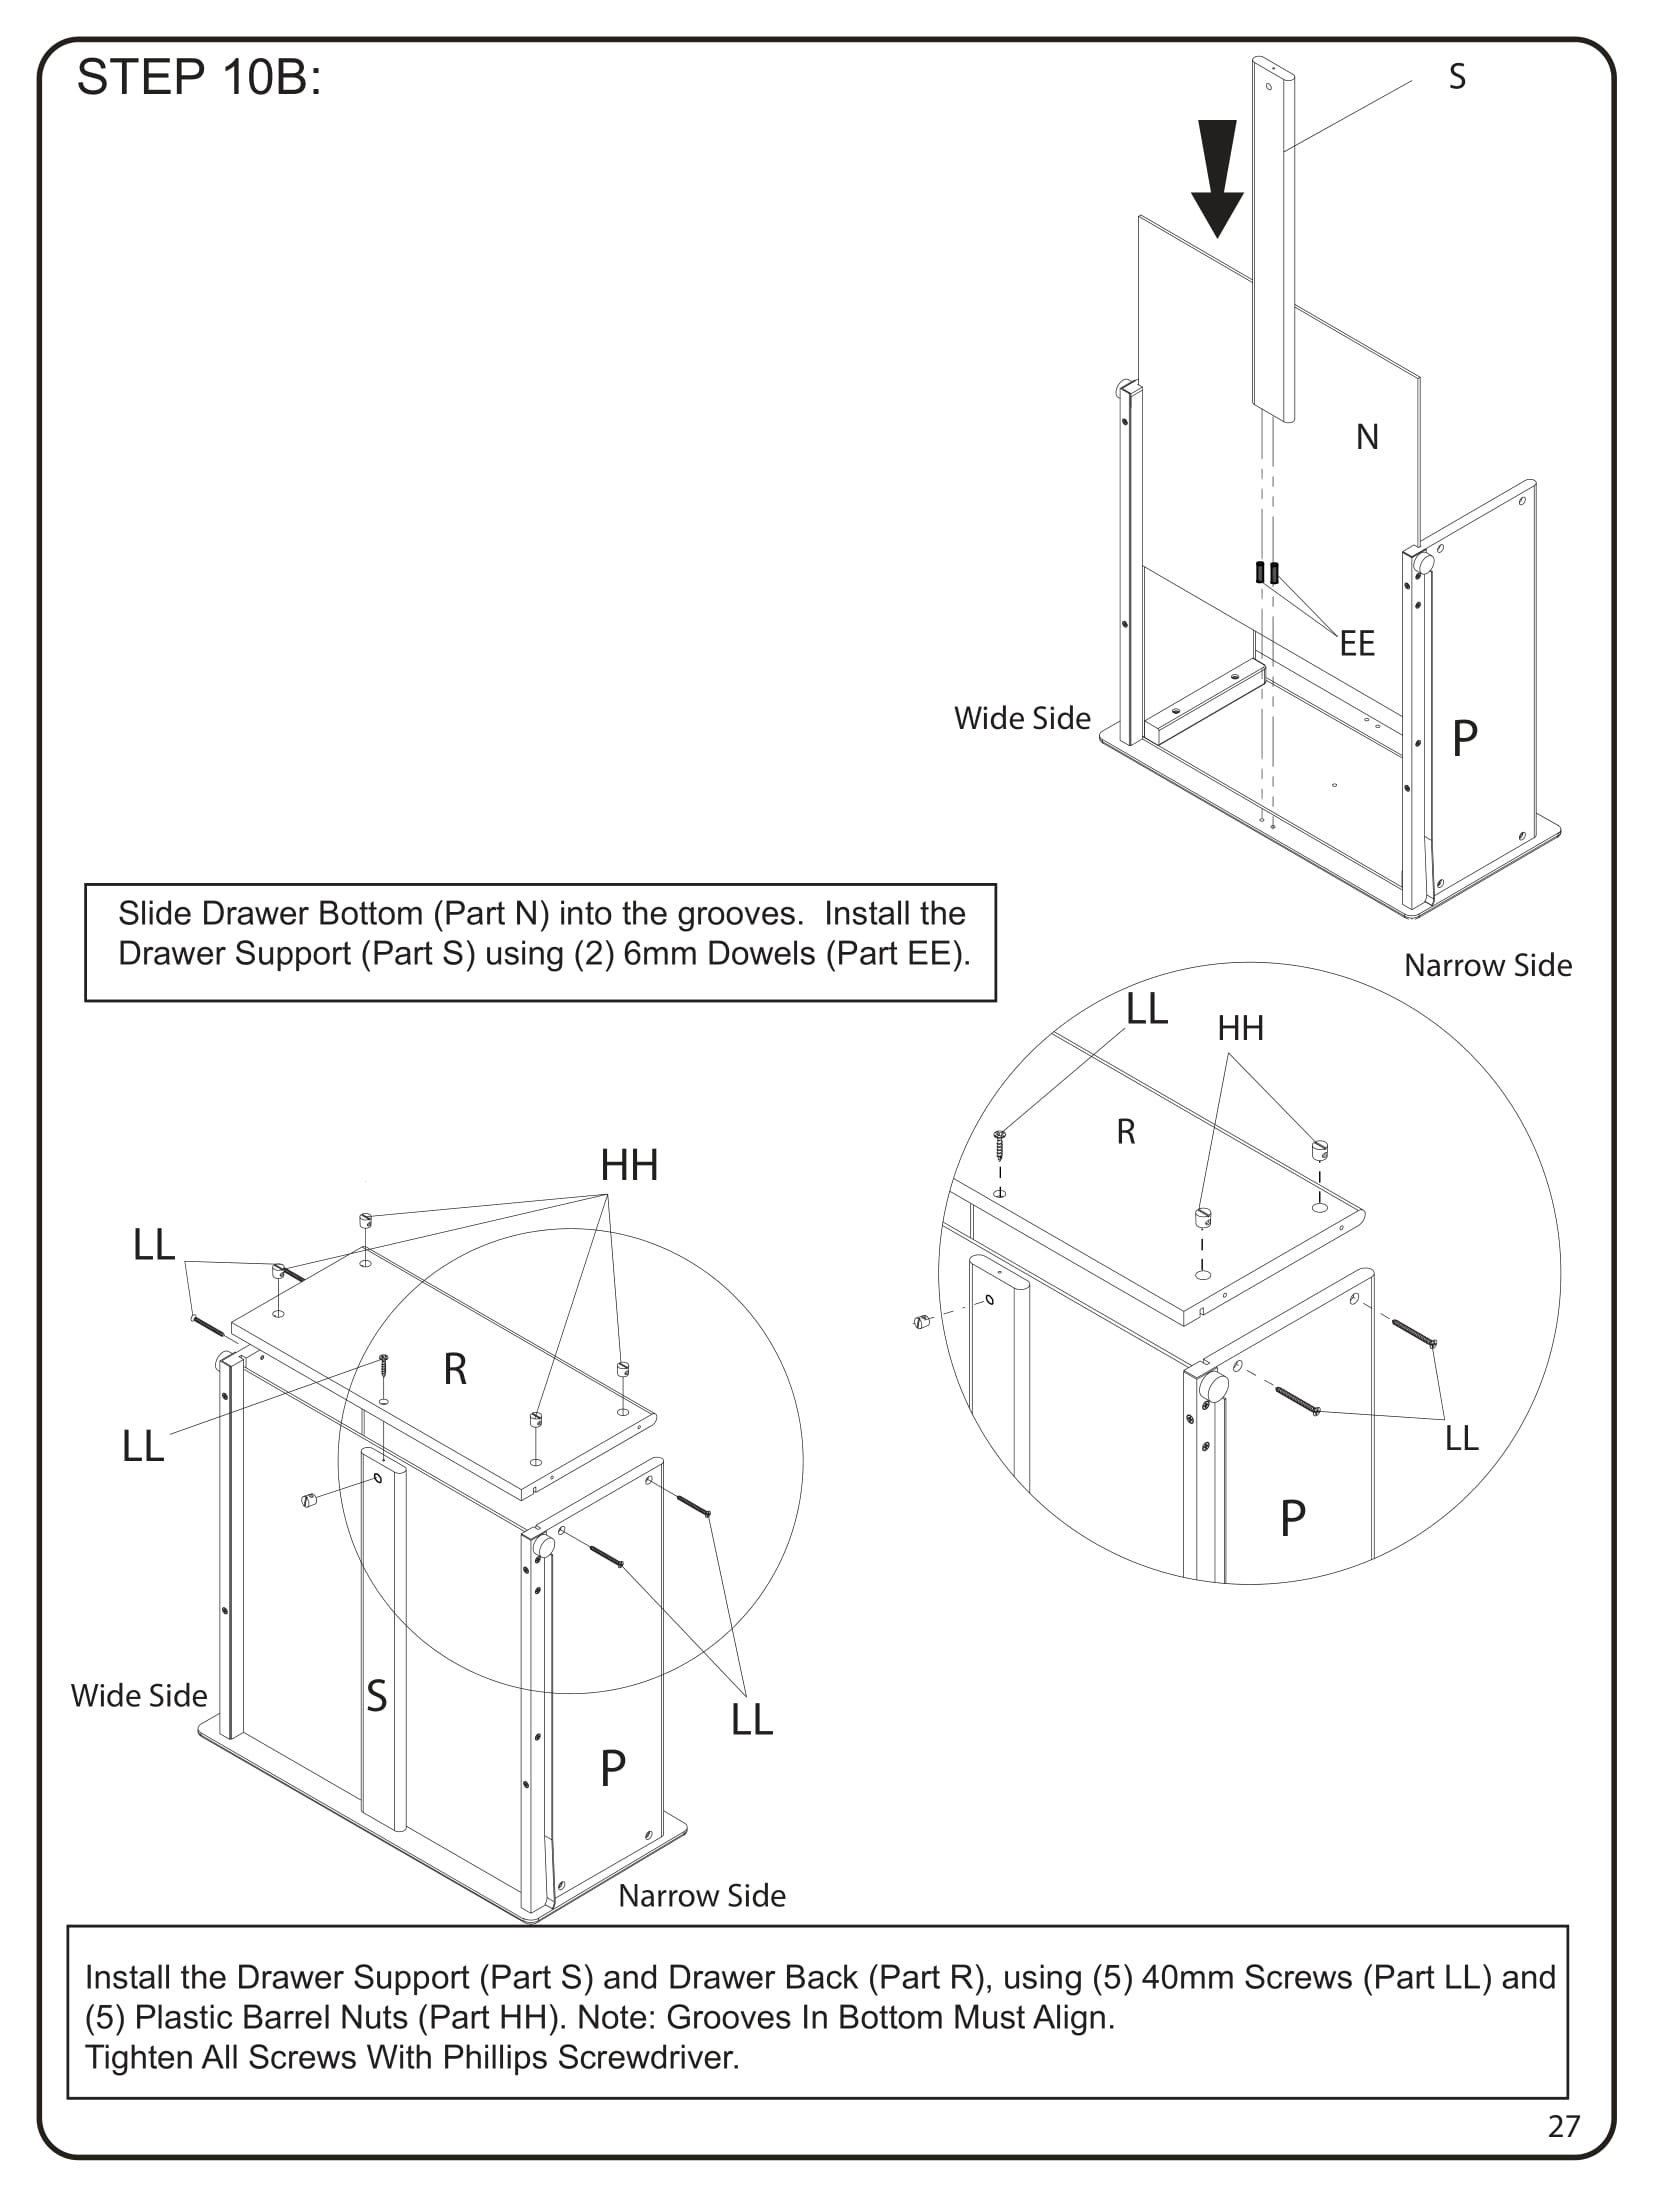 STEP 10B:
S
N
EE
Wide Side
P
Slide Drawer Bottom (Part N) into the grooves.  Install the
Drawer Support (Part S) using (2) 6mm Dowels (Part EE).
Narrow Side
LL
HH
R
LL
P
HH
LL
R
LL
Wide Side
S
LL
P
Narrow Side
Install the Drawer Support (Part S) and Drawer Back (Part R), using (5) 40mm Screws (Part LL) and
(5) Plastic Barrel Nuts (Part HH). Note: Grooves In Bottom Must Align.
Tighten All Screws With Phillips Screwdriver.
27